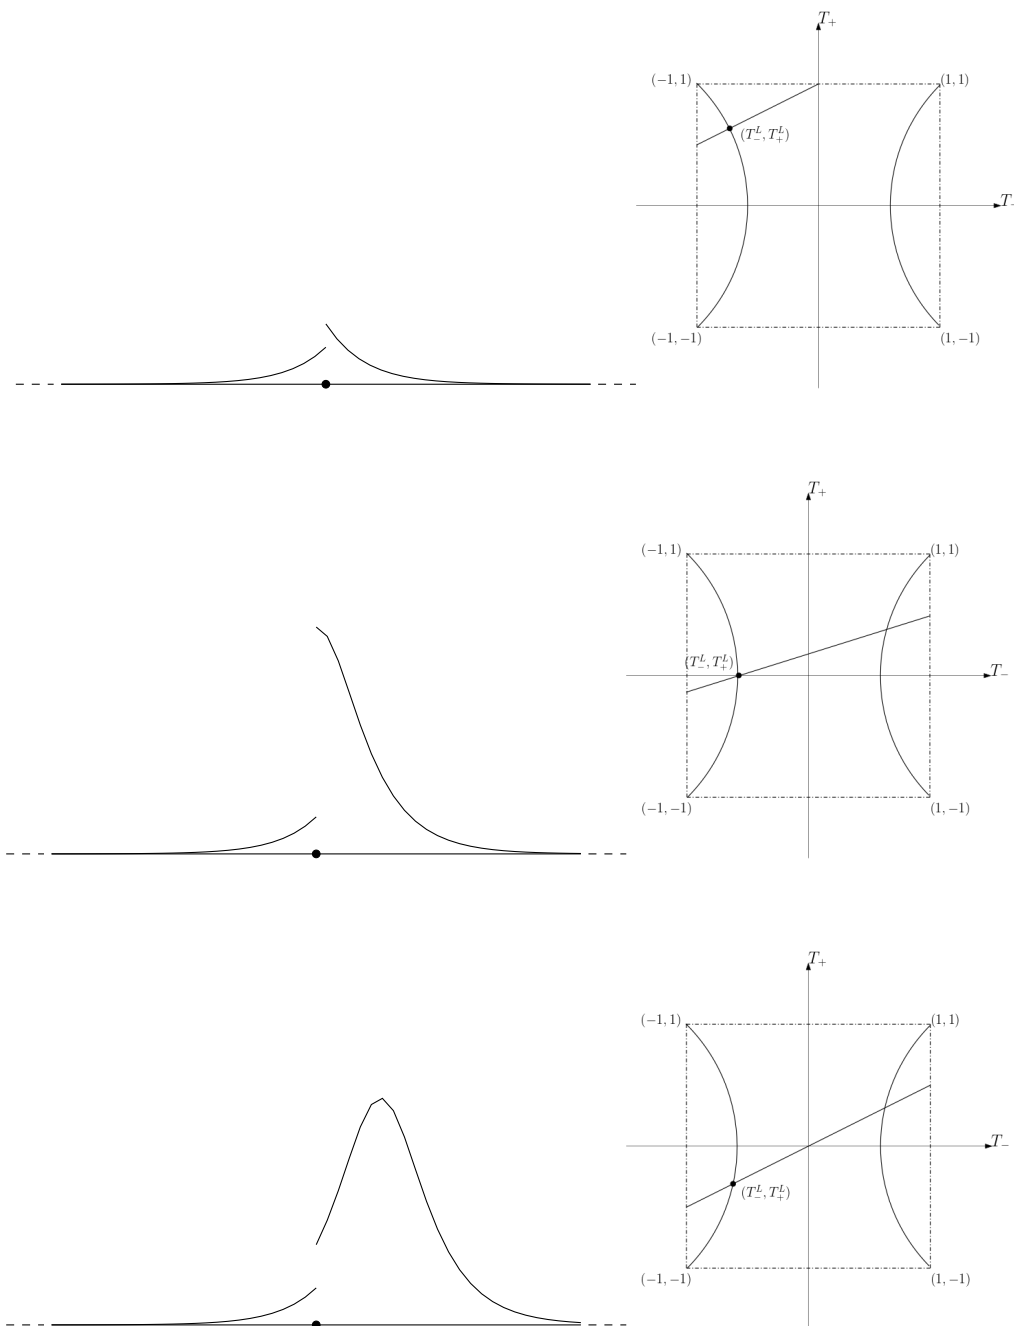 T₊
(−1, 1) (1, 1)
(T₋ᴸ, T₊ᴸ)
T₋
(−1, −1) (1, −1)
T₊
(−1, 1) (1, 1)
(T₋ᴸ, T₊ᴸ)
T₋
(−1, −1) (1, −1)
T₊
(−1, 1) (1, 1)
T₋
(T₋ᴸ, T₊ᴸ)
(−1, −1) (1, −1)